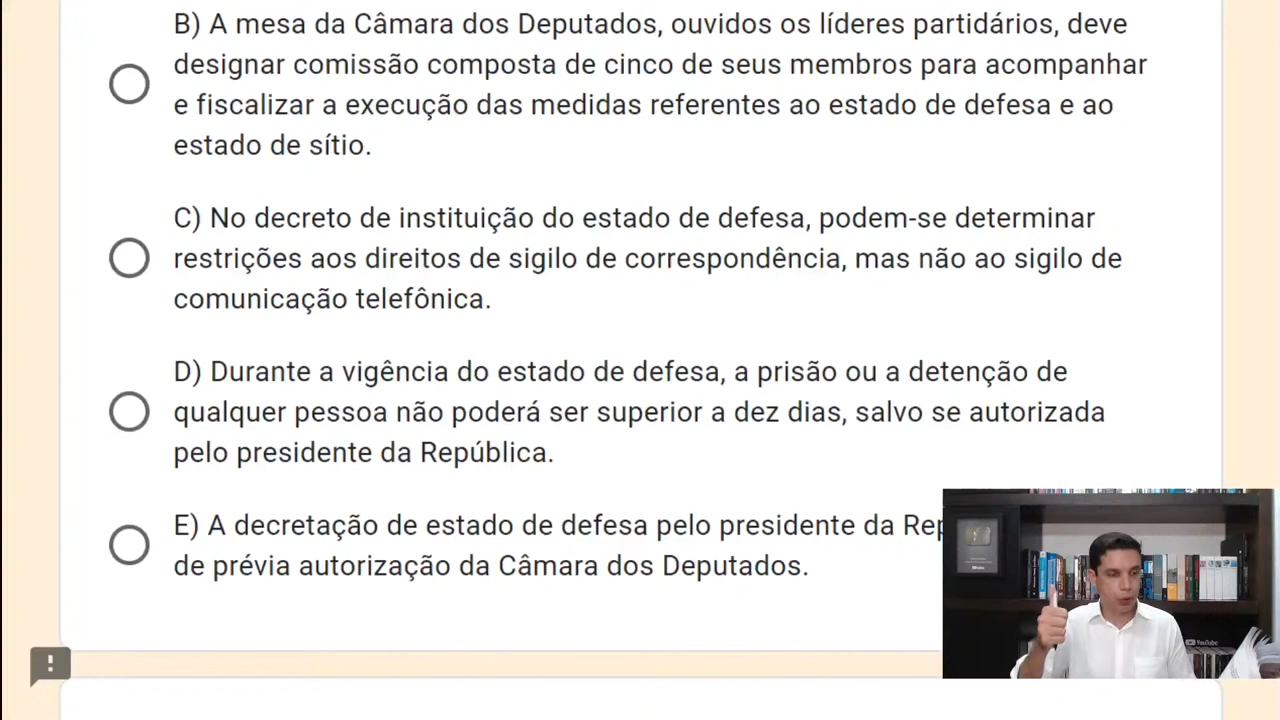 B) A mesa da Câmara dos Deputados, ouvidos os líderes partidários, deve
designar comissão composta de cinco de seus membros para acompanhar
e fiscalizar a execução das medidas referentes ao estado de defesa e ao
estado de sítio.
C) No decreto de instituição do estado de defesa, podem-se determinar
restrições aos direitos de sigilo de correspondência, mas não ao sigilo de
comunicação telefônica.
D) Durante a vigência do estado de defesa, a prisão ou a detenção de
qualquer pessoa não poderá ser superior a dez dias, salvo se autorizada
pelo presidente da República.
E) A decretação de estado de defesa pelo presidente da Rep
de prévia autorização da Câmara dos Deputados.
!
YouTube